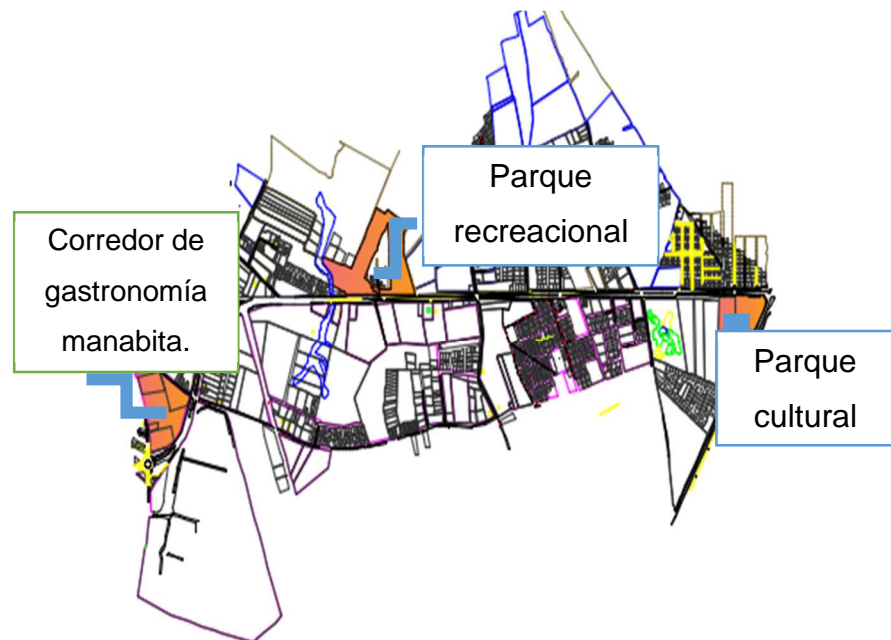 Corredor de
gastronomía
manabita.
Parque
recreacional
Parque
cultural